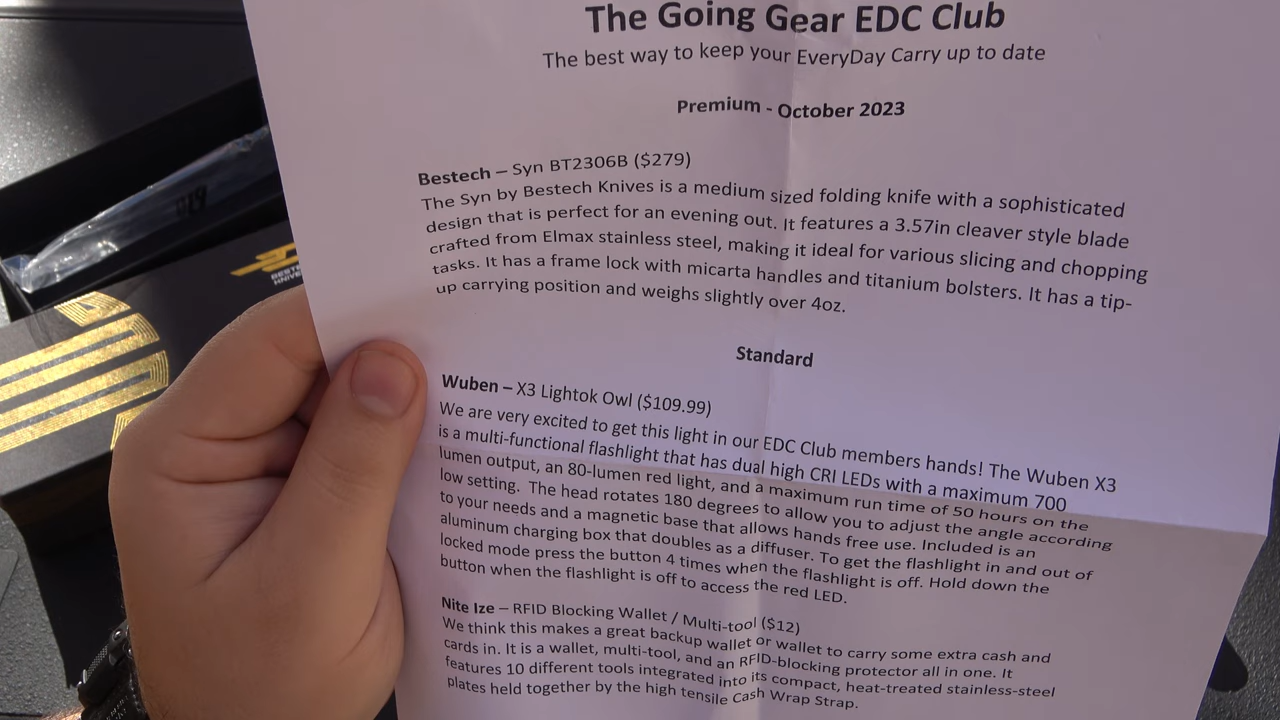 The Going Gear EDC Club
The best way to keep your EveryDay Carry up to date
Premium - October 2023
Bestech – Syn BT2306B ($279)
The Syn by Bestech Knives is a medium sized folding knife with a sophisticated
design that is perfect for an evening out. It features a 3.57in cleaver style blade
crafted from Elmax stainless steel, making it ideal for various slicing and chopping
tasks. It has a frame lock with micarta handles and titanium bolsters. It has a tip-
up carrying position and weighs slightly over 4oz.
Standard
Wuben – X3 Lightok Owl ($109.99)
We are very excited to get this light in our EDC Club members hands! The Wuben X3
is a multi-functional flashlight that has dual high CRI LEDs with a maximum 700
lumen output, an 80-lumen red light, and a maximum run time of 50 hours on the
low setting. The head rotates 180 degrees to allow you to adjust the angle according
to your needs and a magnetic base that allows hands free use. Included is an
aluminum charging box that doubles as a diffuser. To get the flashlight in and out of
locked mode press the button 4 times when the flashlight is off. Hold down the
button when the flashlight is off to access the red LED.
Nite Ize – RFID Blocking Wallet / Multi-tool ($12)
We think this makes a great backup wallet or wallet to carry some extra cash and
cards in. It is a wallet, multi-tool, and an RFID-blocking protector all in one. It
features 10 different tools integrated into its compact, heat-treated stainless-steel
plates held together by the high tensile Cash Wrap Strap.